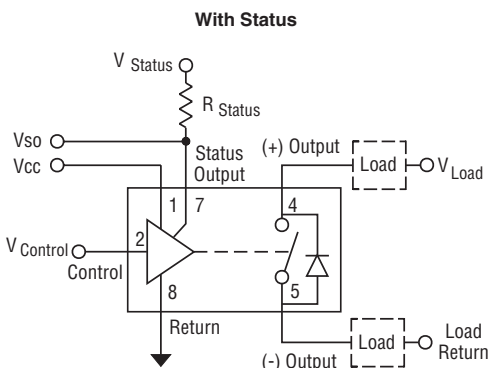 With Status
V Status
R Status
Vso
Vcc
Status
Output
(+) Output
Load
V Load
1 7
4
V Control
2
Control
8
5
Return
Load
Load
Return
(-) Output